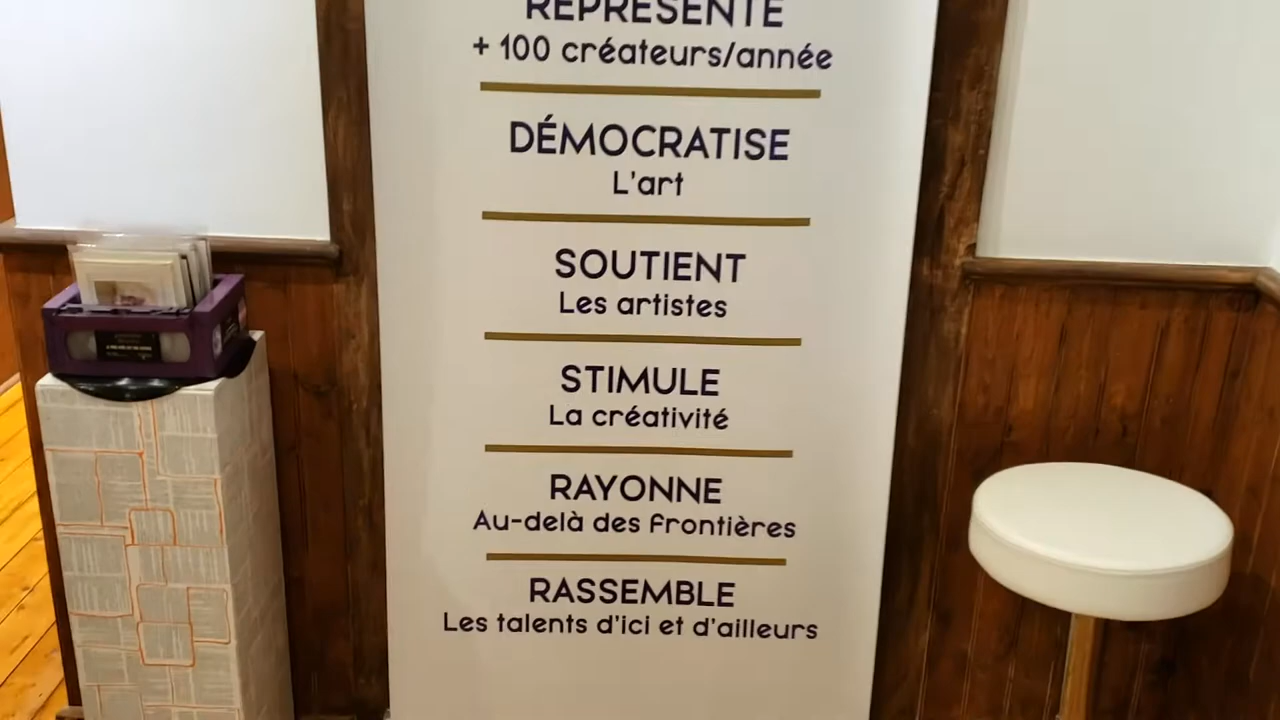 REPRÉSENTE
+ 100 créateurs/année
DÉMOCRATISE
L'art
SOUTIENT
Les artistes
STIMULE
La créativité
RAYONNE
Au-delà des frontières
RASSEMBLE
Les talents d'ici et d'ailleurs